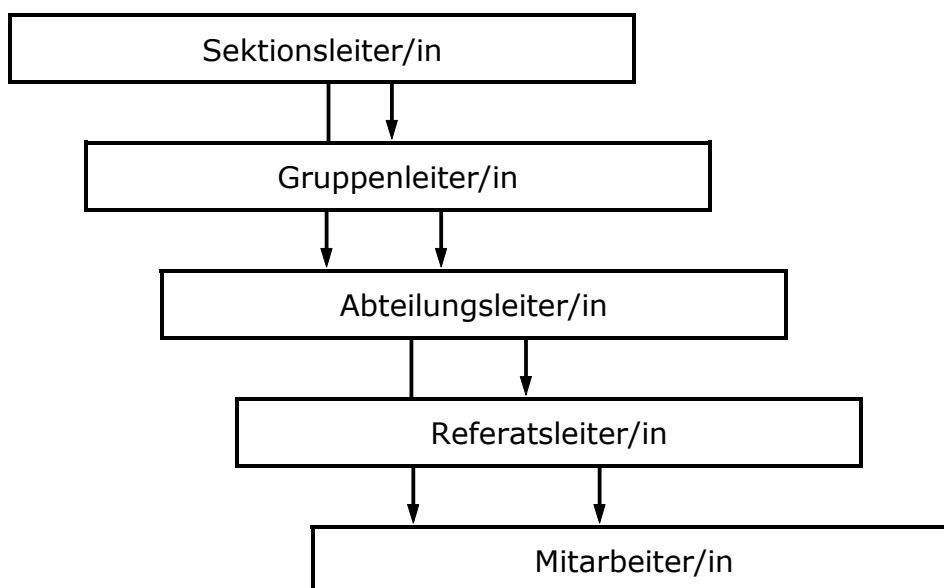 Sektionsleiter/in
Gruppenleiter/in
Abteilungsleiter/in
Referatsleiter/in
Mitarbeiter/in